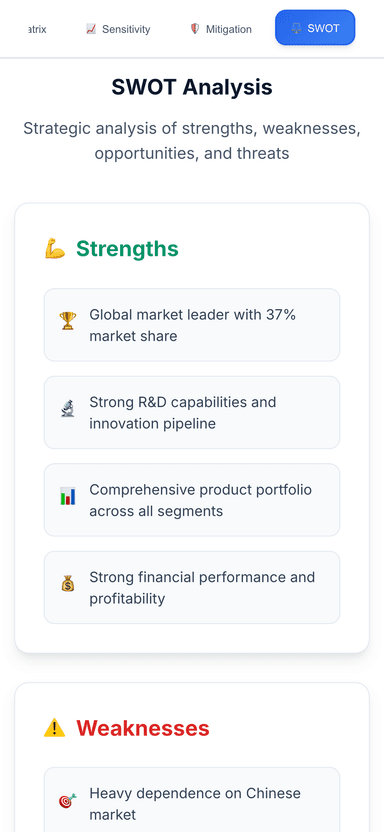 atrix
Sensitivity
Mitigation
SWOT
SWOT Analysis
Strategic analysis of strengths, weaknesses,
opportunities, and threats
Strengths
Global market leader with 37%
market share
Strong R&D capabilities and
innovation pipeline
Comprehensive product portfolio
across all segments
Strong financial performance and
profitability
Weaknesses
Heavy dependence on Chinese
market